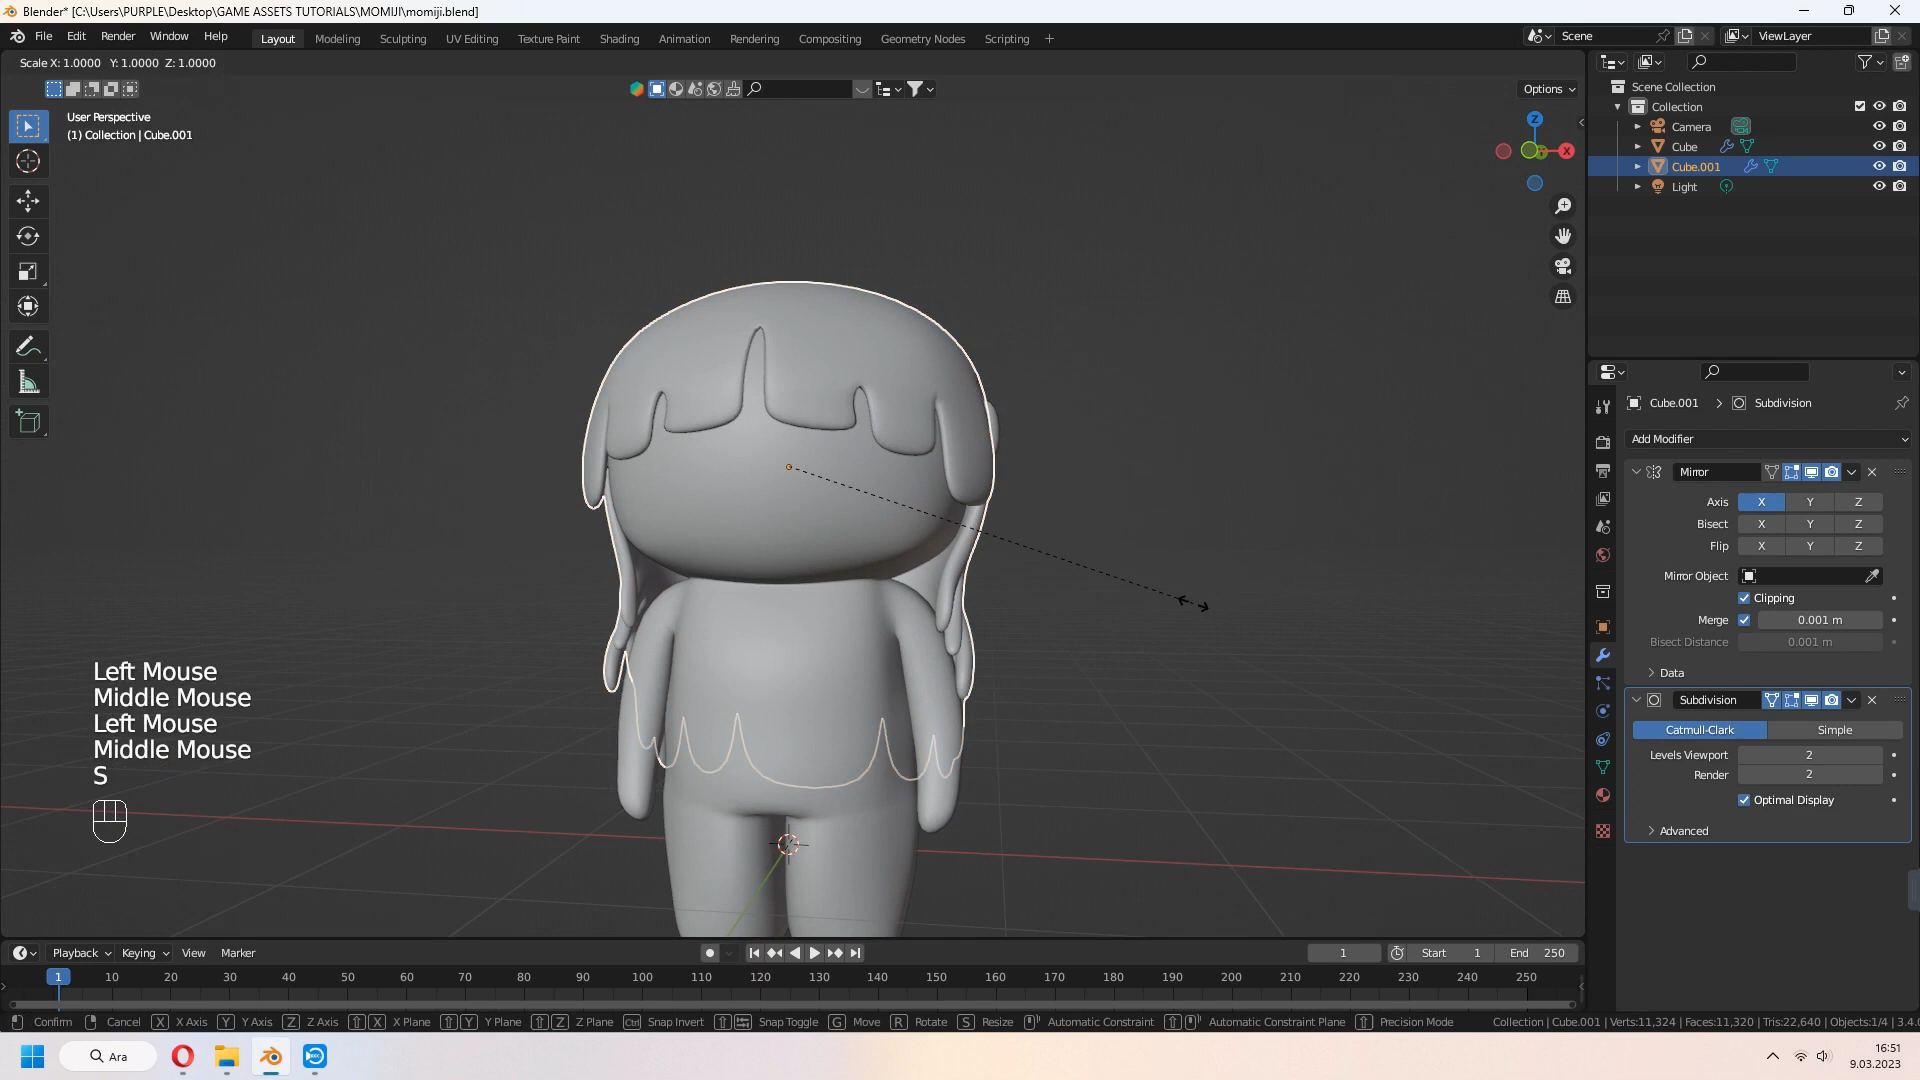 Blender* [C:\Users\PURPLE\Desktop\GAME ASSETS TUTORIALS\MOMIJI\momiji.blend]
File Edit Render Window Help Layout Modeling Sculpting UV Editing Texture Paint Shading Animation Rendering Compositing Geometry Nodes Scripting + Scene ViewLayer
Scale X: 1.0000 Y: 1.0000 Z: 1.0000
Options
User Perspective
(1) Collection | Cube.001
Z
X
Scene Collection
Collection
Camera
Cube
Cube.001
Light
Cube.001 > Subdivision
Add Modifier
Mirror
Axis X Y Z
Bisect X Y Z
Flip X Y Z
Mirror Object
Clipping
Merge 0.001 m
Bisect Distance 0.001 m
Data
Subdivision
Catmull-Clark Simple
Levels Viewport 2
Render 2
Optimal Display
Advanced
Left Mouse
Middle Mouse
Left Mouse
Middle Mouse
S
Playback Keying View Marker 1 Start 1 End 250
1 10 20 30 40 50 60 70 80 90 100 110 120 130 140 150 160 170 180 190 200 210 220 230 240 250
Confirm Cancel X X Axis Y Y Axis Z Z Axis X X Plane Y Y Plane Z Z Plane Ctrl Snap Invert Snap Toggle G Move R Rotate S Resize Automatic Constraint Automatic Constraint Plane Precision Mode Collection | Cube.001 | Verts:11,324 | Faces:11,320 | Tris:22,640 | Objects:1/4 | 3.4.
Ara
16:51
9.03.2023